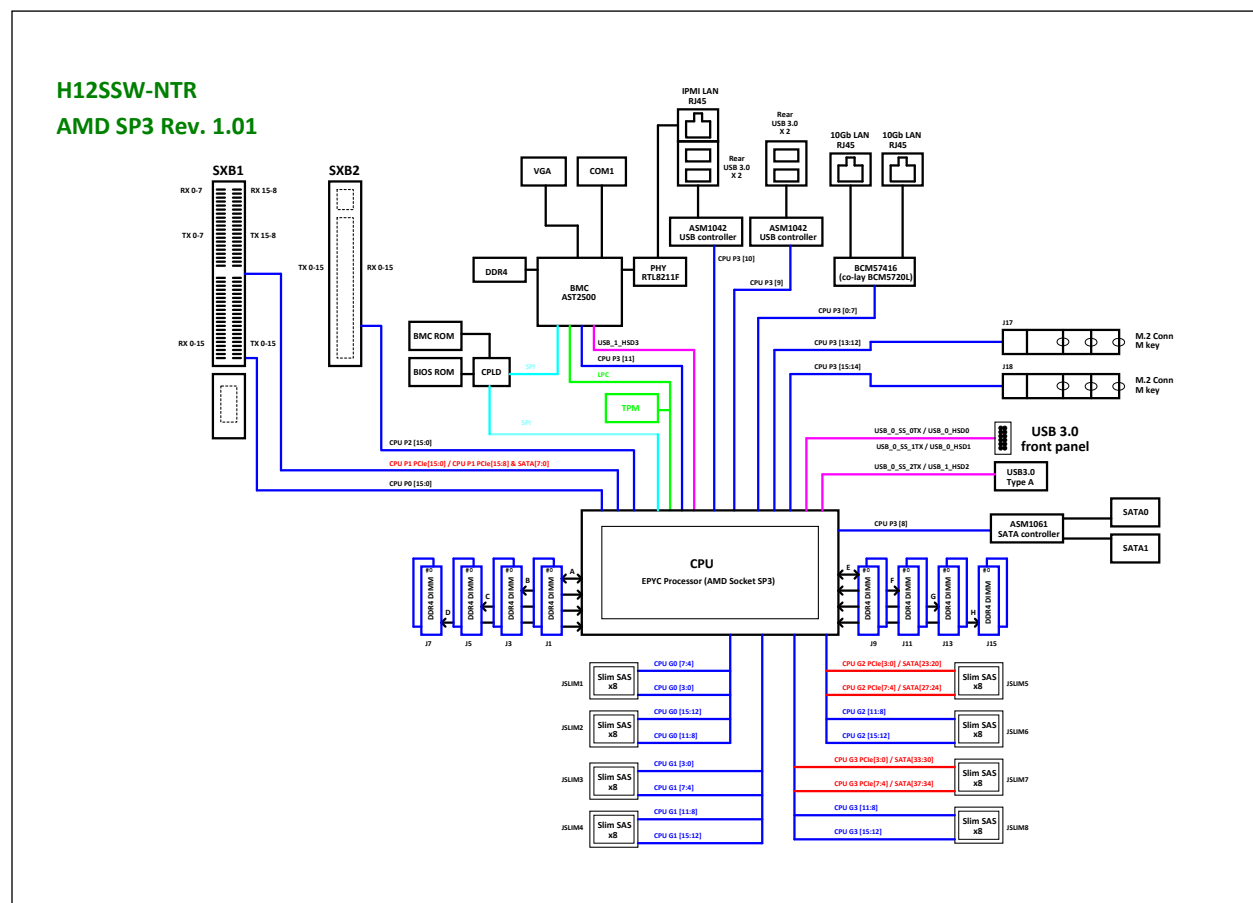 H12SSW-NTR
AMD SP3 Rev. 1.01
SXB1
RX 0-7
RX 15-8
TX 0-7
TX 15-8
RX 0-15
TX 0-15
SXB2
TX 0-15
RX 0-15
VGA
COM1
IPMI LAN
RJ45
Rear
USB 3.0
X 2
Rear
USB 3.0
X 2
10Gb LAN
RJ45
10Gb LAN
RJ45
ASM1042
USB controller
ASM1042
USB controller
DDR4
BMC
AST2500
PHY
RTL8211F
BCM57416
(co-lay BCM5720L)
CPU P3 [10]
CPU P3 [9]
CPU P3 [0:7]
BMC ROM
BIOS ROM
CPLD
SPI
SPI
LPC
TPM
USB_1_HSD3
CPU P3 [11]
J17
CPU P3 [13:12]
M.2 Conn
M key
J18
CPU P3 [15:14]
M.2 Conn
M key
USB_0_SS_0TX / USB_0_HSD0
USB_0_SS_1TX / USB_0_HSD1
USB 3.0
front panel
USB_0_SS_2TX / USB_1_HSD2
USB3.0
Type A
CPU P2 [15:0]
CPU P1 PCIe[15:0] / CPU P1 PCIe[15:8] & SATA[7:0]
CPU P0 [15:0]
CPU P3 [8]
ASM1061
SATA controller
SATA0
SATA1
CPU
EPYC Processor (AMD Socket SP3)
#0
DDR4 DIMM
D
#0
DDR4 DIMM
C
#0
DDR4 DIMM
B
#0
DDR4 DIMM
A
E
#0
DDR4 DIMM
F
#0
DDR4 DIMM
G
#0
DDR4 DIMM
H
#0
DDR4 DIMM
J7
J5
J3
J1
J9
J11
J13
J15
JSLIM1
Slim SAS
x8
CPU G0 [7:4]
CPU G0 [3:0]
JSLIM2
Slim SAS
x8
CPU G0 [15:12]
CPU G0 [11:8]
JSLIM3
Slim SAS
x8
CPU G1 [3:0]
CPU G1 [7:4]
JSLIM4
Slim SAS
x8
CPU G1 [11:8]
CPU G1 [15:12]
CPU G2 PCIe[3:0] / SATA[23:20]
CPU G2 PCIe[7:4] / SATA[27:24]
Slim SAS
x8
JSLIM5
CPU G2 [11:8]
CPU G2 [15:12]
Slim SAS
x8
JSLIM6
CPU G3 PCIe[3:0] / SATA[33:30]
CPU G3 PCIe[7:4] / SATA[37:34]
Slim SAS
x8
JSLIM7
CPU G3 [11:8]
CPU G3 [15:12]
Slim SAS
x8
JSLIM8